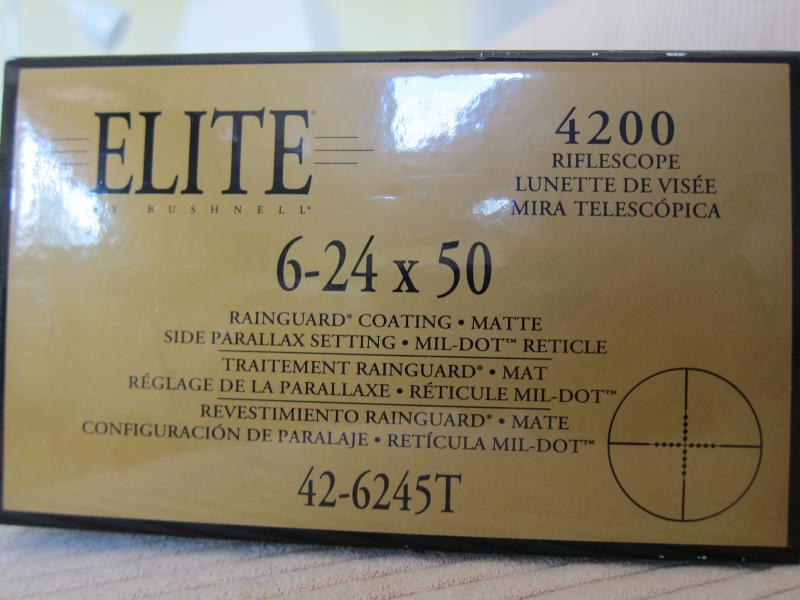 ELITE®
BY BUSHNELL®
4200
RIFLESCOPE
LUNETTE DE VISÉE
MIRA TELESCÓPICA
6-24 x 50
RAINGUARD® COATING • MATTE
SIDE PARALLAX SETTING • MIL-DOT™ RETICLE
TRAITEMENT RAINGUARD® • MAT
RÉGLAGE DE LA PARALLAXE • RÉTICULE MIL-DOT™
REVESTIMIENTO RAINGUARD® • MATE
CONFIGURACIÓN DE PARALAJE • RETÍCULA MIL-DOT™
42-6245T